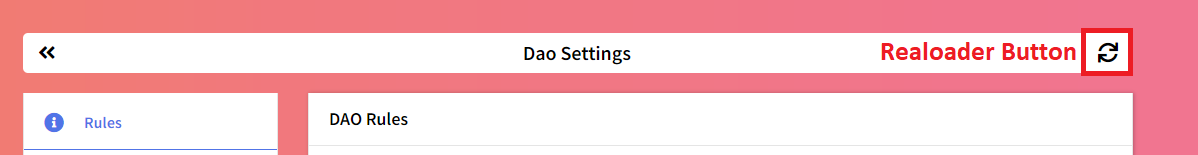 Dao Settings
Realoader Button
Rules
DAO Rules